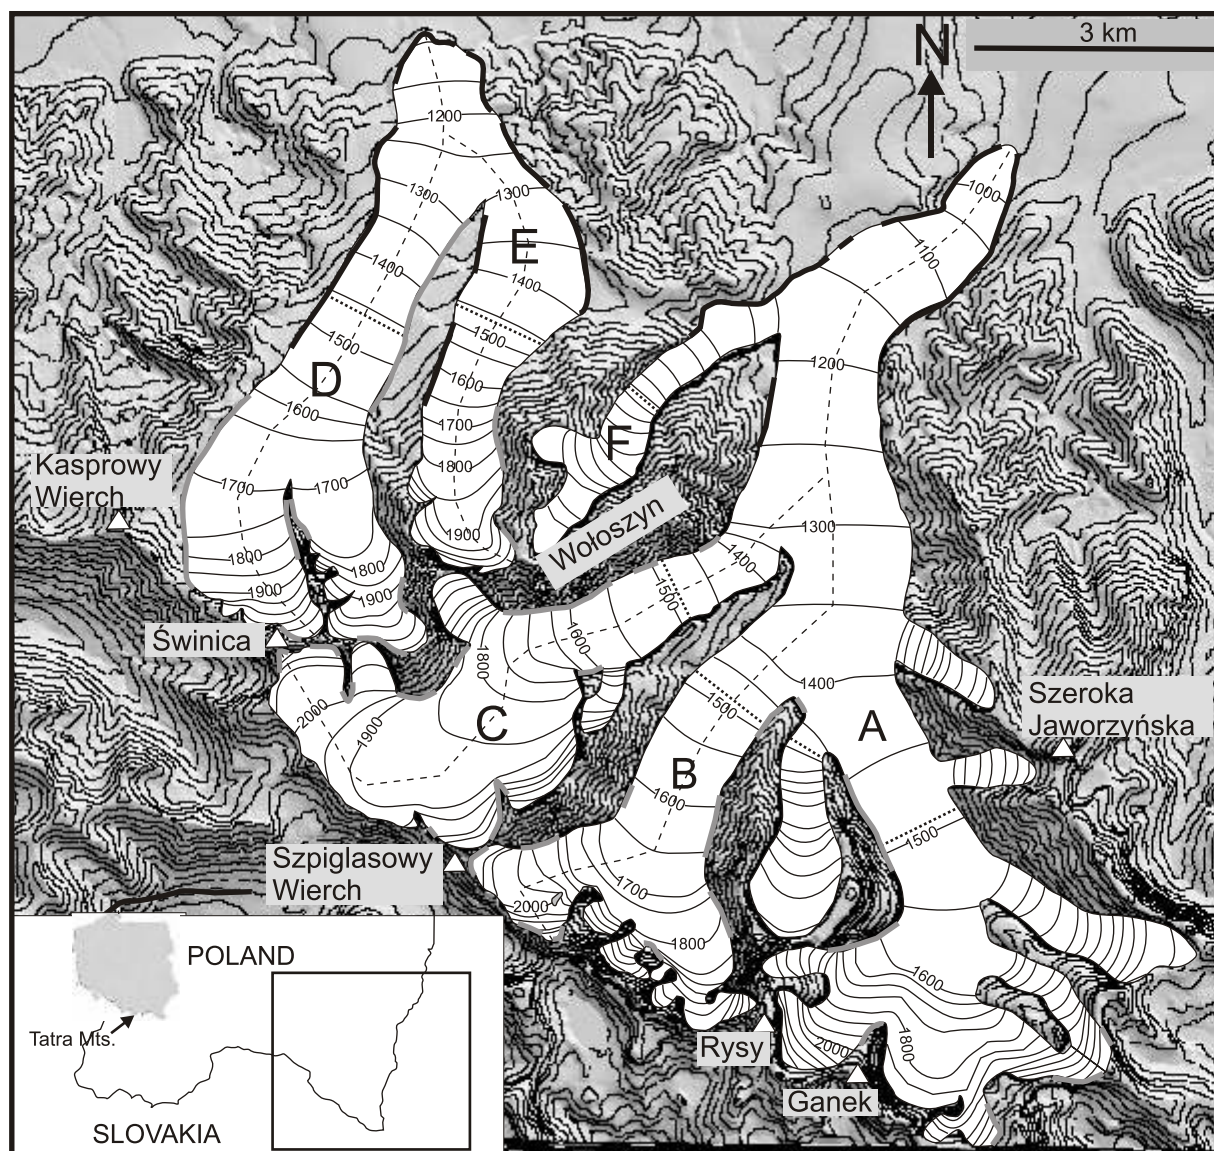 N
3 km
1200
1000
1300
1300
E
1100
1400
1400
1500
1500
1200
D
1600
1600
1700
F
Kasprowy
Wierch
1800
1700
1700
Wołoszyn
1300
1900
1400
1800
1800
1500
1900
1900
Świnica
1600
1800
1400
Szeroka
Jaworzyńska
2000
1500
1900
C
A
B
1600
1500
Szpiglasowy
Wierch
1700
2000
1800
POLAND
1600
Tatra Mts.
Rysy
2000
1800
Ganek
SLOVAKIA